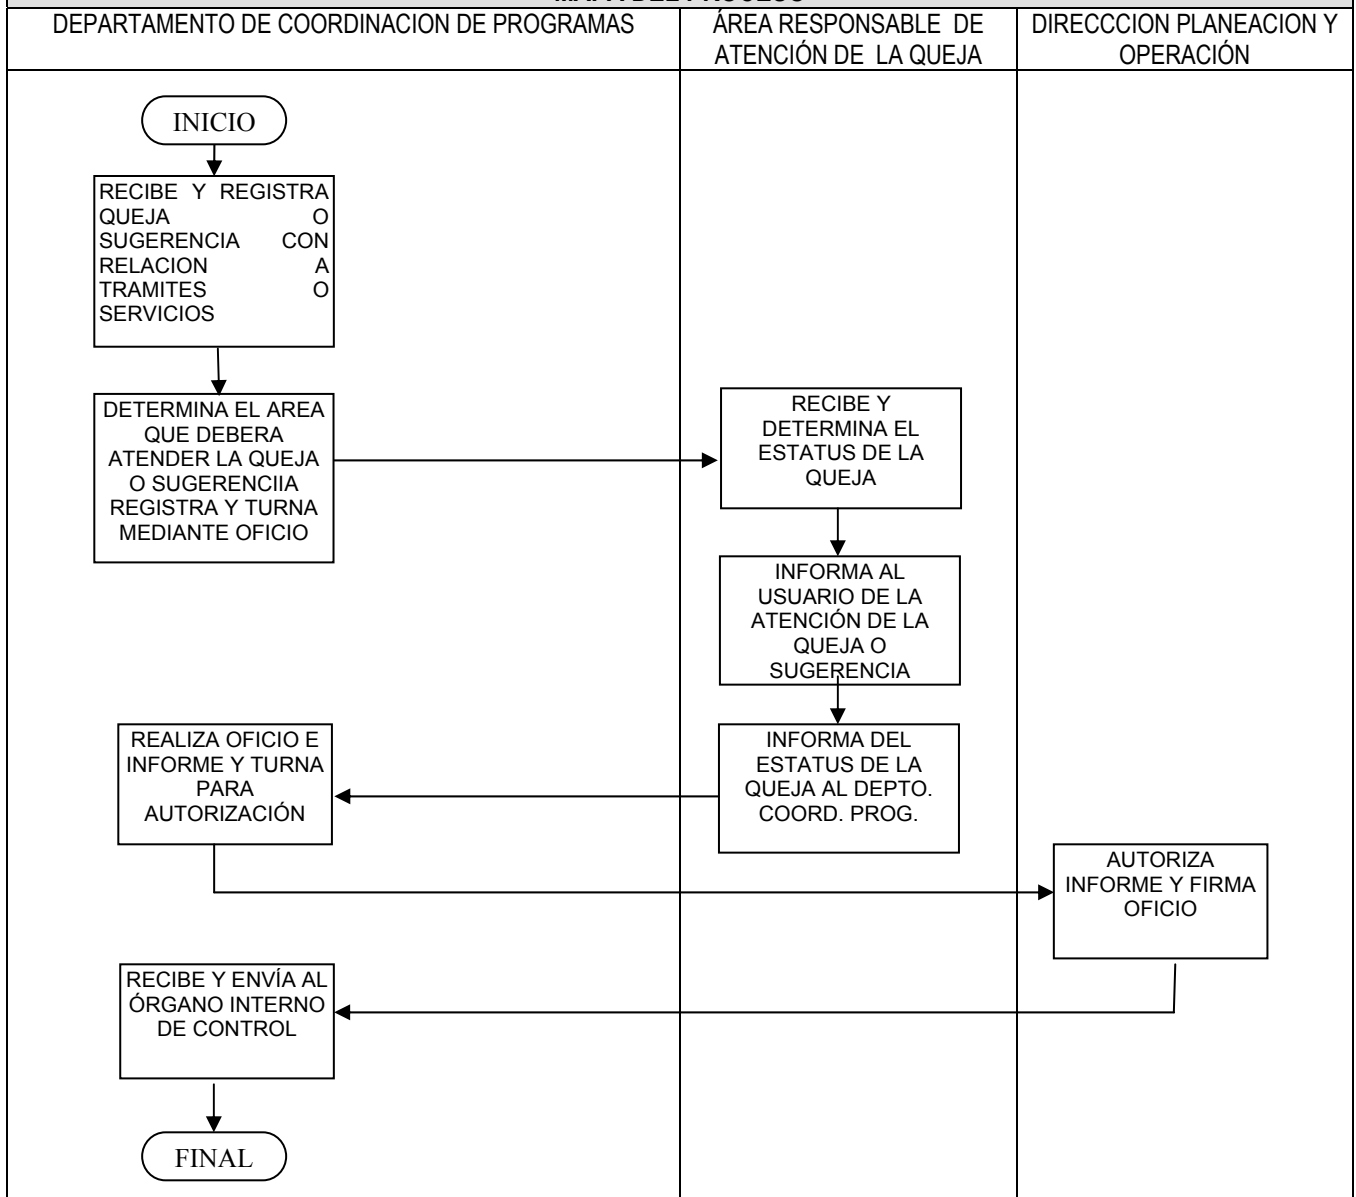 DEPARTAMENTO DE COORDINACION DE PROGRAMAS
ÁREA RESPONSABLE DE
ATENCIÓN DE LA QUEJA
DIRECCCION PLANEACION Y
OPERACIÓN
INICIO
RECIBE Y REGISTRA
QUEJA O
SUGERENCIA CON
RELACION A
TRAMITES O
SERVICIOS
DETERMINA EL AREA
QUE DEBERA
ATENDER LA QUEJA
O SUGERENCIIA
REGISTRA Y TURNA
MEDIANTE OFICIO
RECIBE Y
DETERMINA EL
ESTATUS DE LA
QUEJA
INFORMA AL
USUARIO DE LA
ATENCIÓN DE LA
QUEJA O
SUGERENCIA
INFORMA DEL
ESTATUS DE LA
QUEJA AL DEPTO.
COORD. PROG.
REALIZA OFICIO E
INFORME Y TURNA
PARA
AUTORIZACIÓN
AUTORIZA
INFORME Y FIRMA
OFICIO
RECIBE Y ENVÍA AL
ÓRGANO INTERNO
DE CONTROL
FINAL